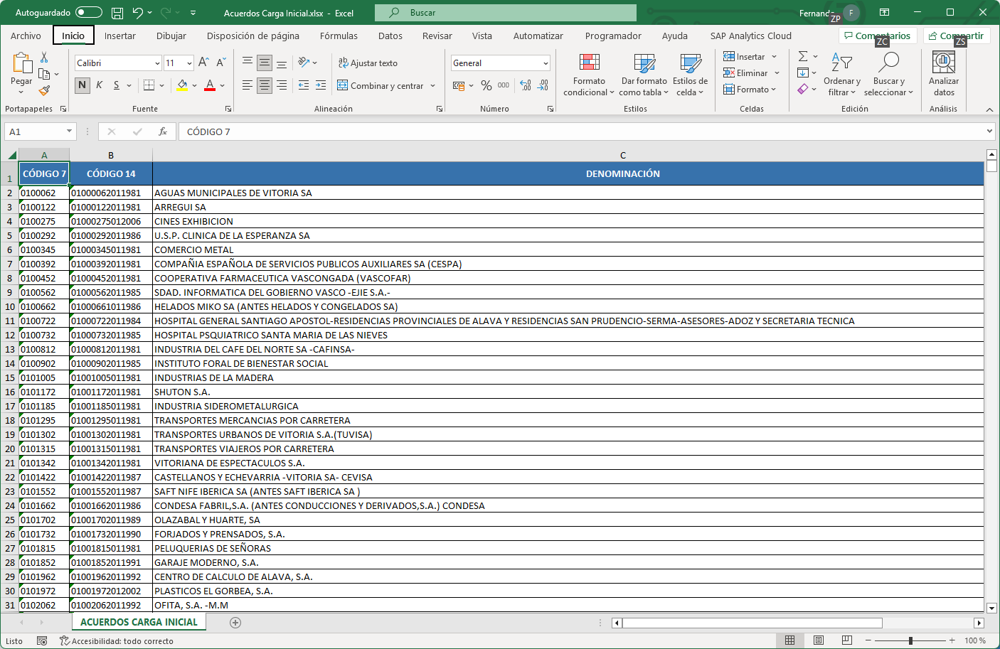 Autoguardado
Acuerdos Carga Inicial.xlsx - Excel
Buscar
Fernand
F
ZP
Archivo Inicio Insertar Dibujar Disposición de página Fórmulas Datos Revisar Vista Automatizar Programador Ayuda SAP Analytics Cloud
Comentarios
Compartir
ZC
ZS
Pegar
Calibri 11
N K S
Ajustar texto
Combinar y centrar
General
% 000
Formato condicional
Dar formato como tabla
Estilos de celda
Insertar
Eliminar
Formato
Ordenar y filtrar
Buscar y seleccionar
Analizar datos
Portapapeles Fuente Alineación Número Estilos Celdas Edición Análisis
A1 fx CÓDIGO 7
A B C
1 CÓDIGO 7 CÓDIGO 14 DENOMINACIÓN
2 0100062 01000062011981 AGUAS MUNICIPALES DE VITORIA SA
3 0100122 01000122011981 ARREGUI SA
4 0100275 01000275012006 CINES EXHIBICION
5 0100292 01000292011986 U.S.P. CLINICA DE LA ESPERANZA SA
6 0100345 01000345011981 COMERCIO METAL
7 0100392 01000392011981 COMPAÑIA ESPAÑOLA DE SERVICIOS PUBLICOS AUXILIARES SA (CESPA)
8 0100452 01000452011981 COOPERATIVA FARMACEUTICA VASCONGADA (VASCOFAR)
9 0100562 01000562011985 SDAD. INFORMATICA DEL GOBIERNO VASCO -EJIE S.A.-
10 0100662 01000661011986 HELADOS MIKO SA (ANTES HELADOS Y CONGELADOS SA)
11 0100722 01000722011984 HOSPITAL GENERAL SANTIAGO APOSTOL-RESIDENCIAS PROVINCIALES DE ALAVA Y RESIDENCIAS SAN PRUDENCIO-SERMA-ASESORES-ADOZ Y SECRETARIA TECNICA
12 0100732 01000732011985 HOSPITAL PSQUIATRICO SANTA MARIA DE LAS NIEVES
13 0100812 01000812011981 INDUSTRIA DEL CAFE DEL NORTE SA -CAFINSA-
14 0100902 01000902011985 INSTITUTO FORAL DE BIENESTAR SOCIAL
15 0101005 01001005011981 INDUSTRIAS DE LA MADERA
16 0101172 01001172011981 SHUTON S.A.
17 0101185 01001185011981 INDUSTRIA SIDEROMETALURGICA
18 0101295 01001295011981 TRANSPORTES MERCANCIAS POR CARRETERA
19 0101302 01001302011981 TRANSPORTES URBANOS DE VITORIA S.A.(TUVISA)
20 0101315 01001315011981 TRANSPORTES VIAJEROS POR CARRETERA
21 0101342 01001342011981 VITORIANA DE ESPECTACULOS S.A.
22 0101422 01001422011987 CASTELLANOS Y ECHEVARRIA -VITORIA SA- CEVISA
23 0101552 01001552011987 SAFT NIFE IBERICA SA (ANTES SAFT IBERICA SA )
24 0101662 01001662011986 CONDESA FABRIL,S.A. (ANTES CONDUCCIONES Y DERIVADOS,S.A.) CONDESA
25 0101702 01001702011989 OLAZABAL Y HUARTE, SA
26 0101732 01001732011990 FORJADOS Y PRENSADOS, S.A.
27 0101815 01001815011981 PELUQUERIAS DE SEÑORAS
28 0101852 01001852011991 GARAJE MODERNO, S.A.
29 0101962 01001962011992 CENTRO DE CALCULO DE ALAVA, S.A.
30 0101972 01001972012002 PLASTICOS EL GORBEA, S.A.
31 0102062 01002062011992 OFITA, S.A. -M.M
ACUERDOS CARGA INICIAL
Listo
Accesibilidad: todo correcto
100 %